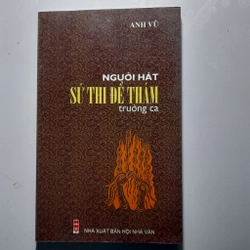 ANH VŨ
NGƯỜI HÁT
SỬ THI ĐỀ THÁM
trường ca
NHÀ XUẤT BẢN HỘI NHÀ VĂN